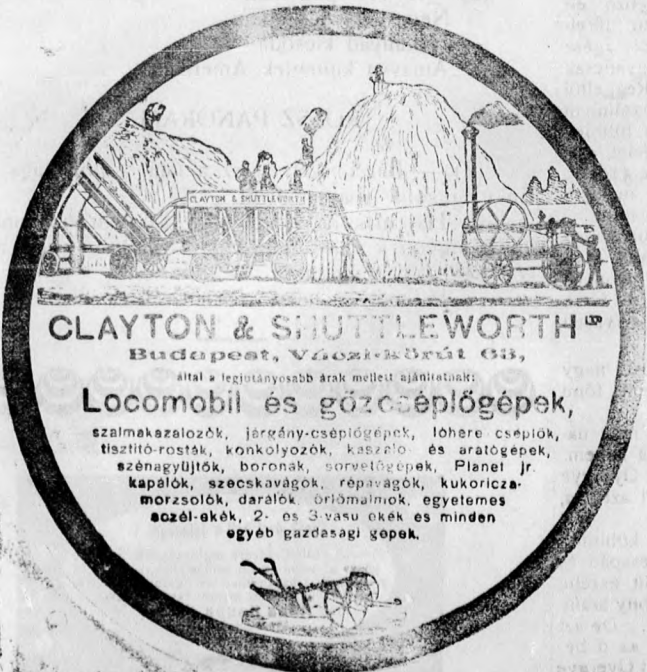 CLAYTON & SHUTTLEWORTH
CLAYTON & SHUTTLEWORTH LTD
Budapest, Váczi-körút 63,
által a legjutányosabb árak mellett ajánltatnak:
Locomobil és gőzcséplőgépek,
szalmakazalozók, járgány-cséplőgépek, lóhere cséplők,
tisztító-rosták, konkolyozók, kaszáló- és aratógépek,
szénagyüjtők, boronák, sorvetőgépek, Planet jr.
kapálók, szecskavágók, répavágók, kukoricza-
morzsolók, darálók, őrlőmalmok, egyetemes
aczél-ekék, 2- és 3-vasu ekék és minden
egyéb gazdasági gépek.